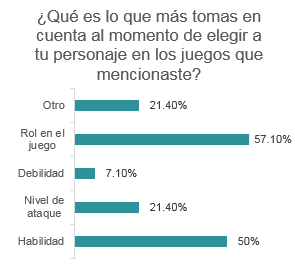 ¿Qué es lo que más tomas en
cuenta al momento de elegir a
tu personaje en los juegos que
mencionaste?
Otro
21.40%
Rol en el
juego
57.10%
Debilidad
7.10%
Nivel de
ataque
21.40%
Habilidad
50%